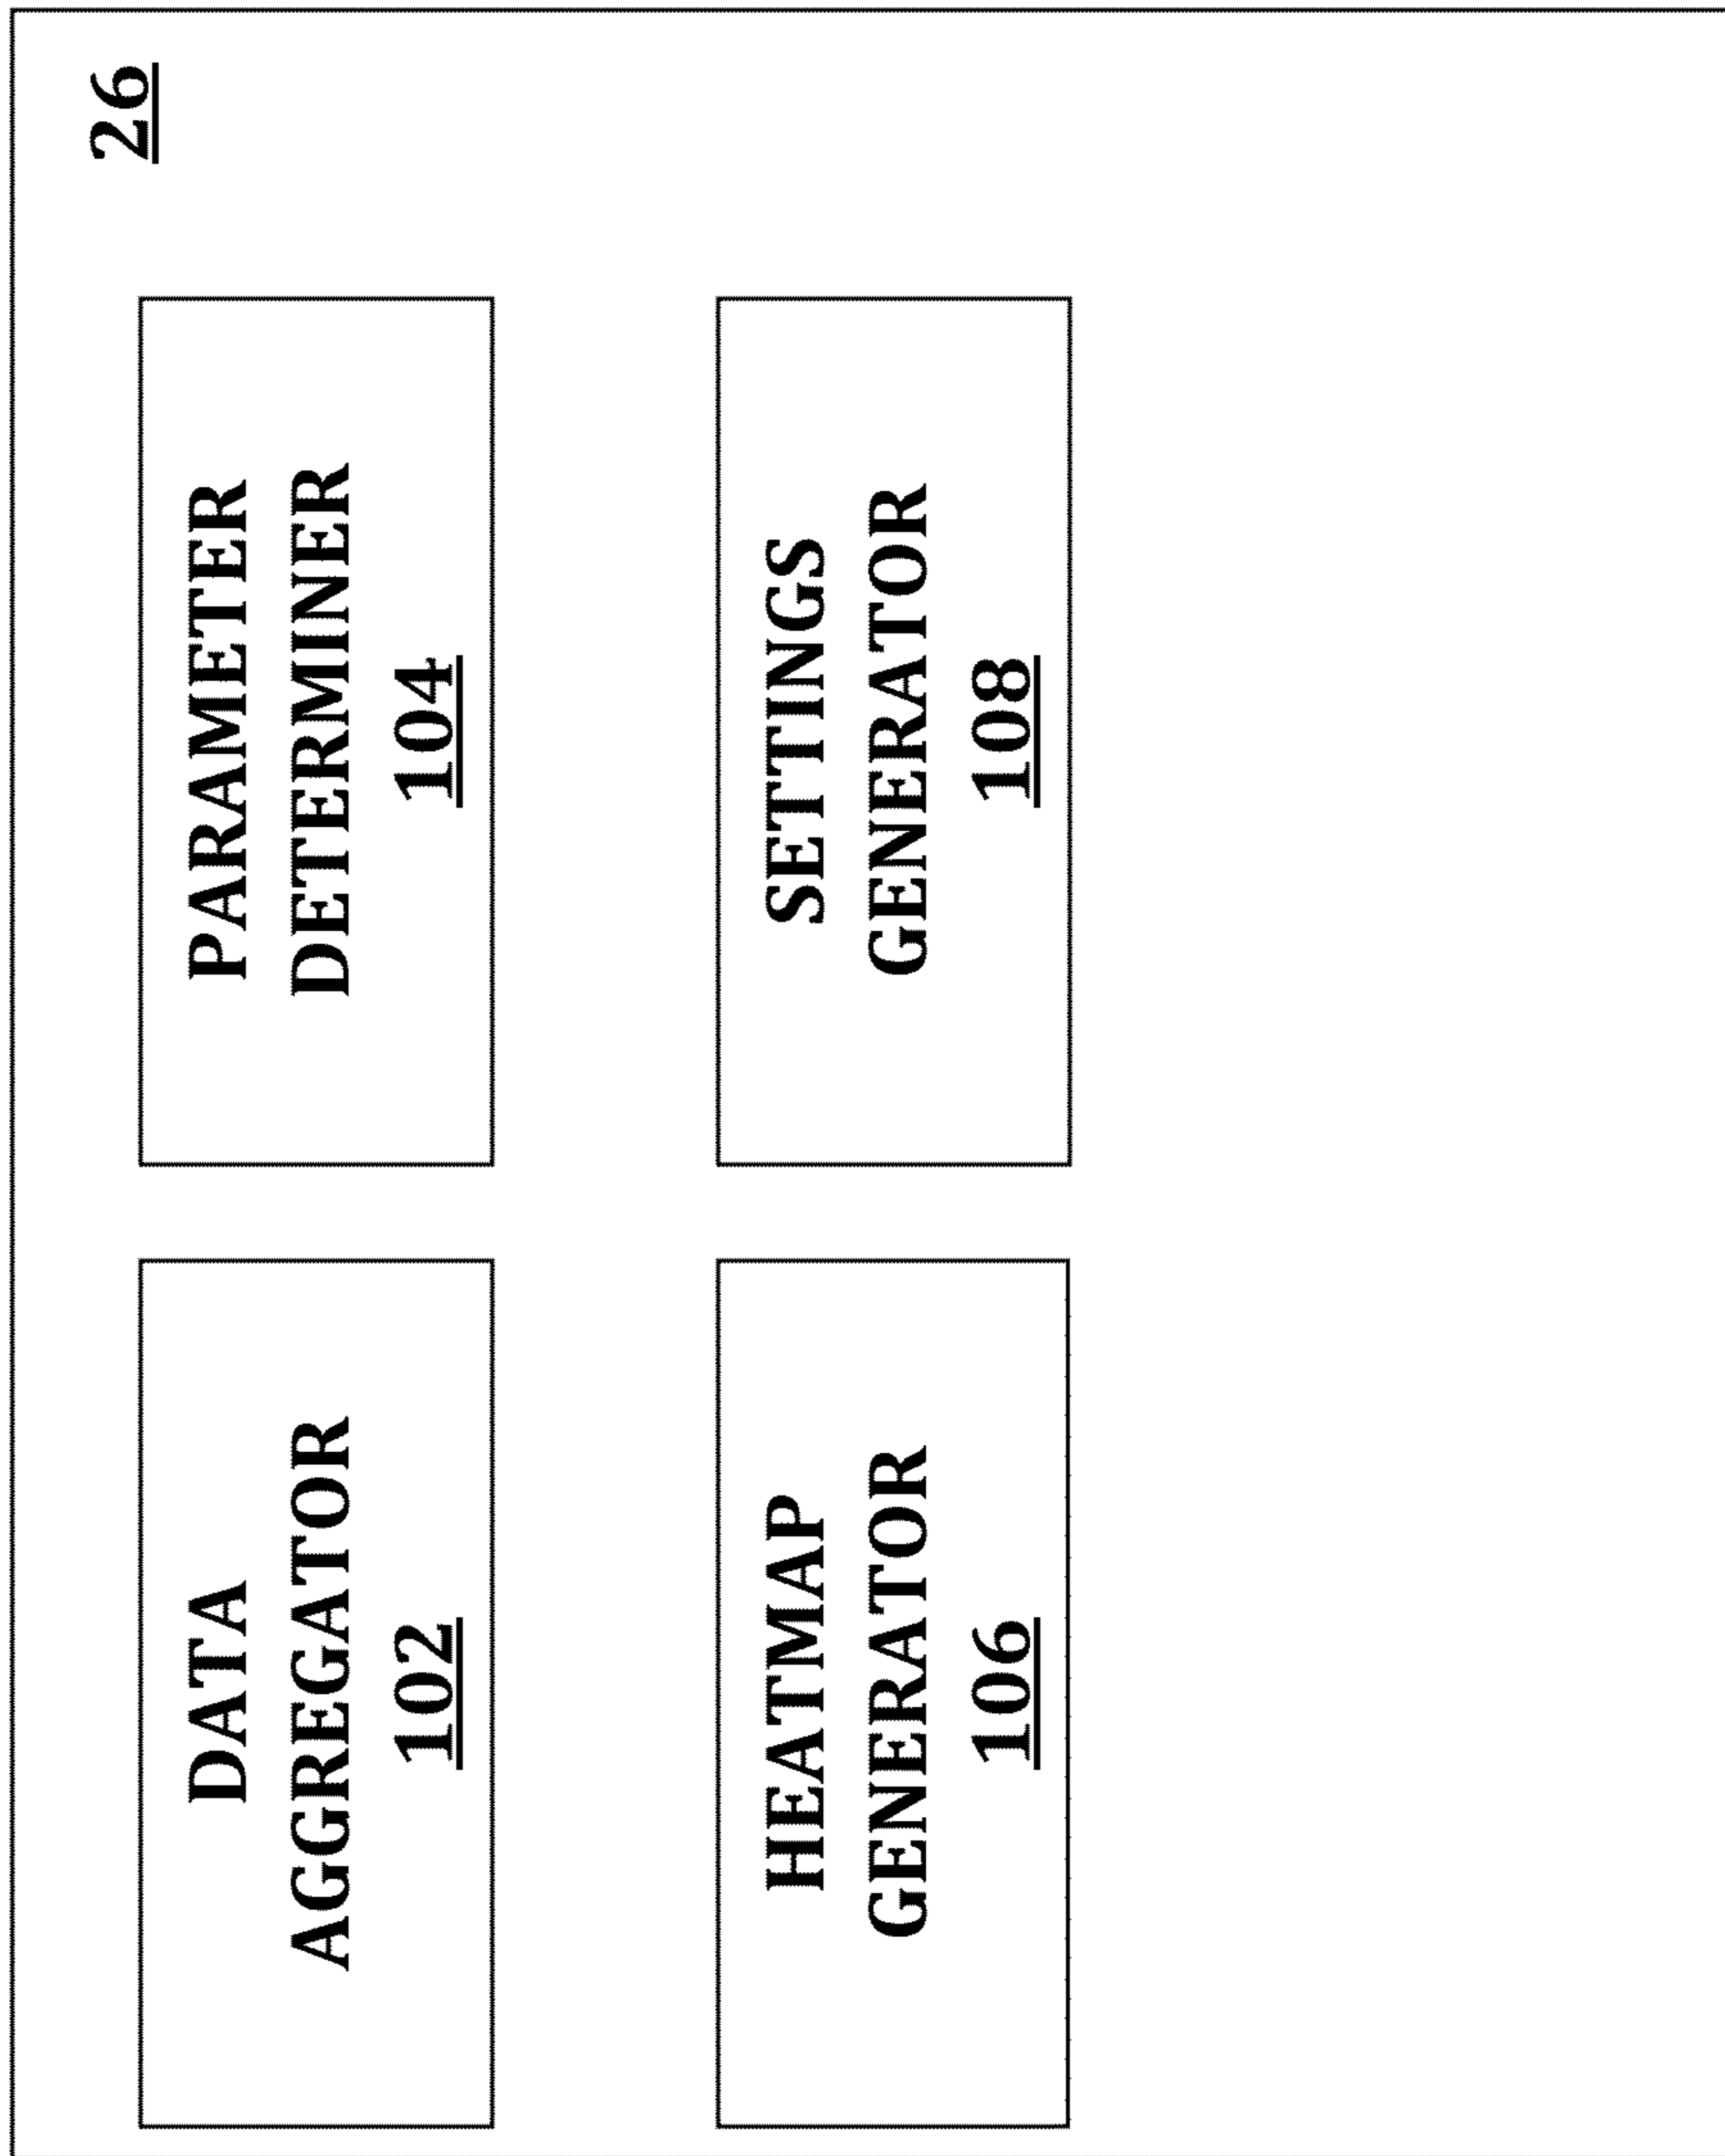 26
DATA
AGGREGATOR
102
PARAMETER
DETERMINER
104
HEATMAP
GENERATOR
106
SETTINGS
GENERATOR
108